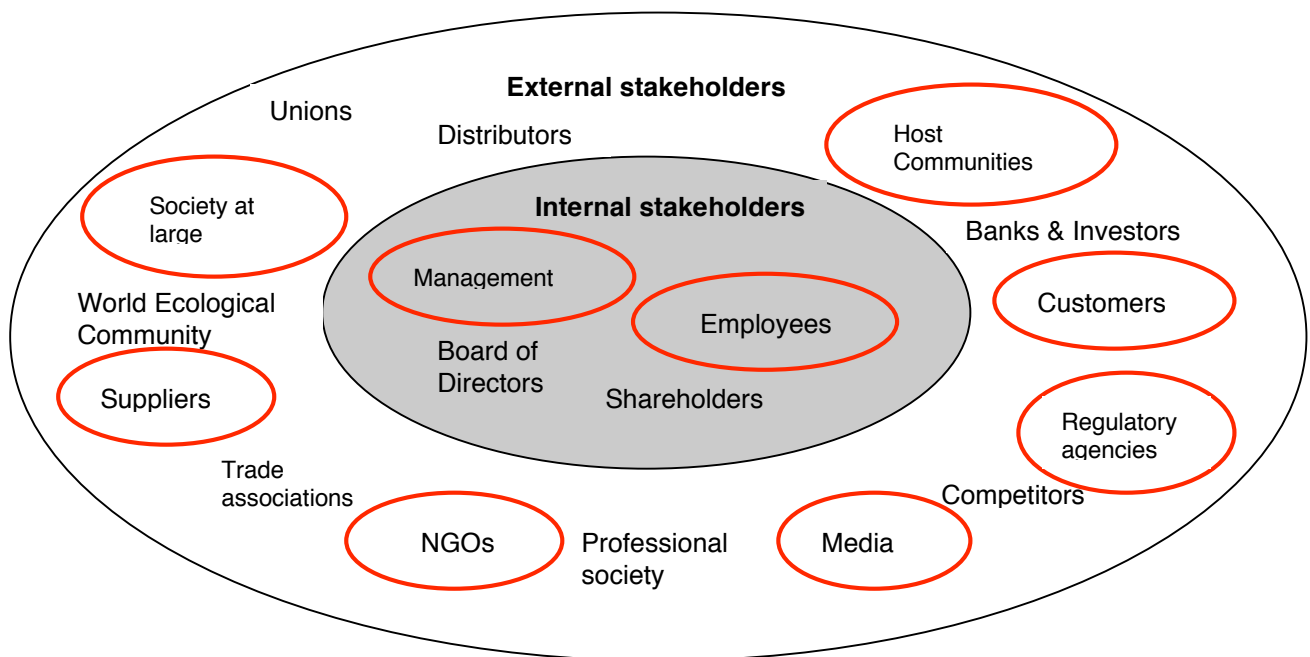 External stakeholders
Unions
Distributors
Host
Communities
Society at
large
Internal stakeholders
Banks & Investors
Management
World Ecological
Community
Customers
Employees
Board of
Directors
Suppliers
Shareholders
Regulatory
agencies
Trade
associations
Competitors
NGOs
Professional
society
Media